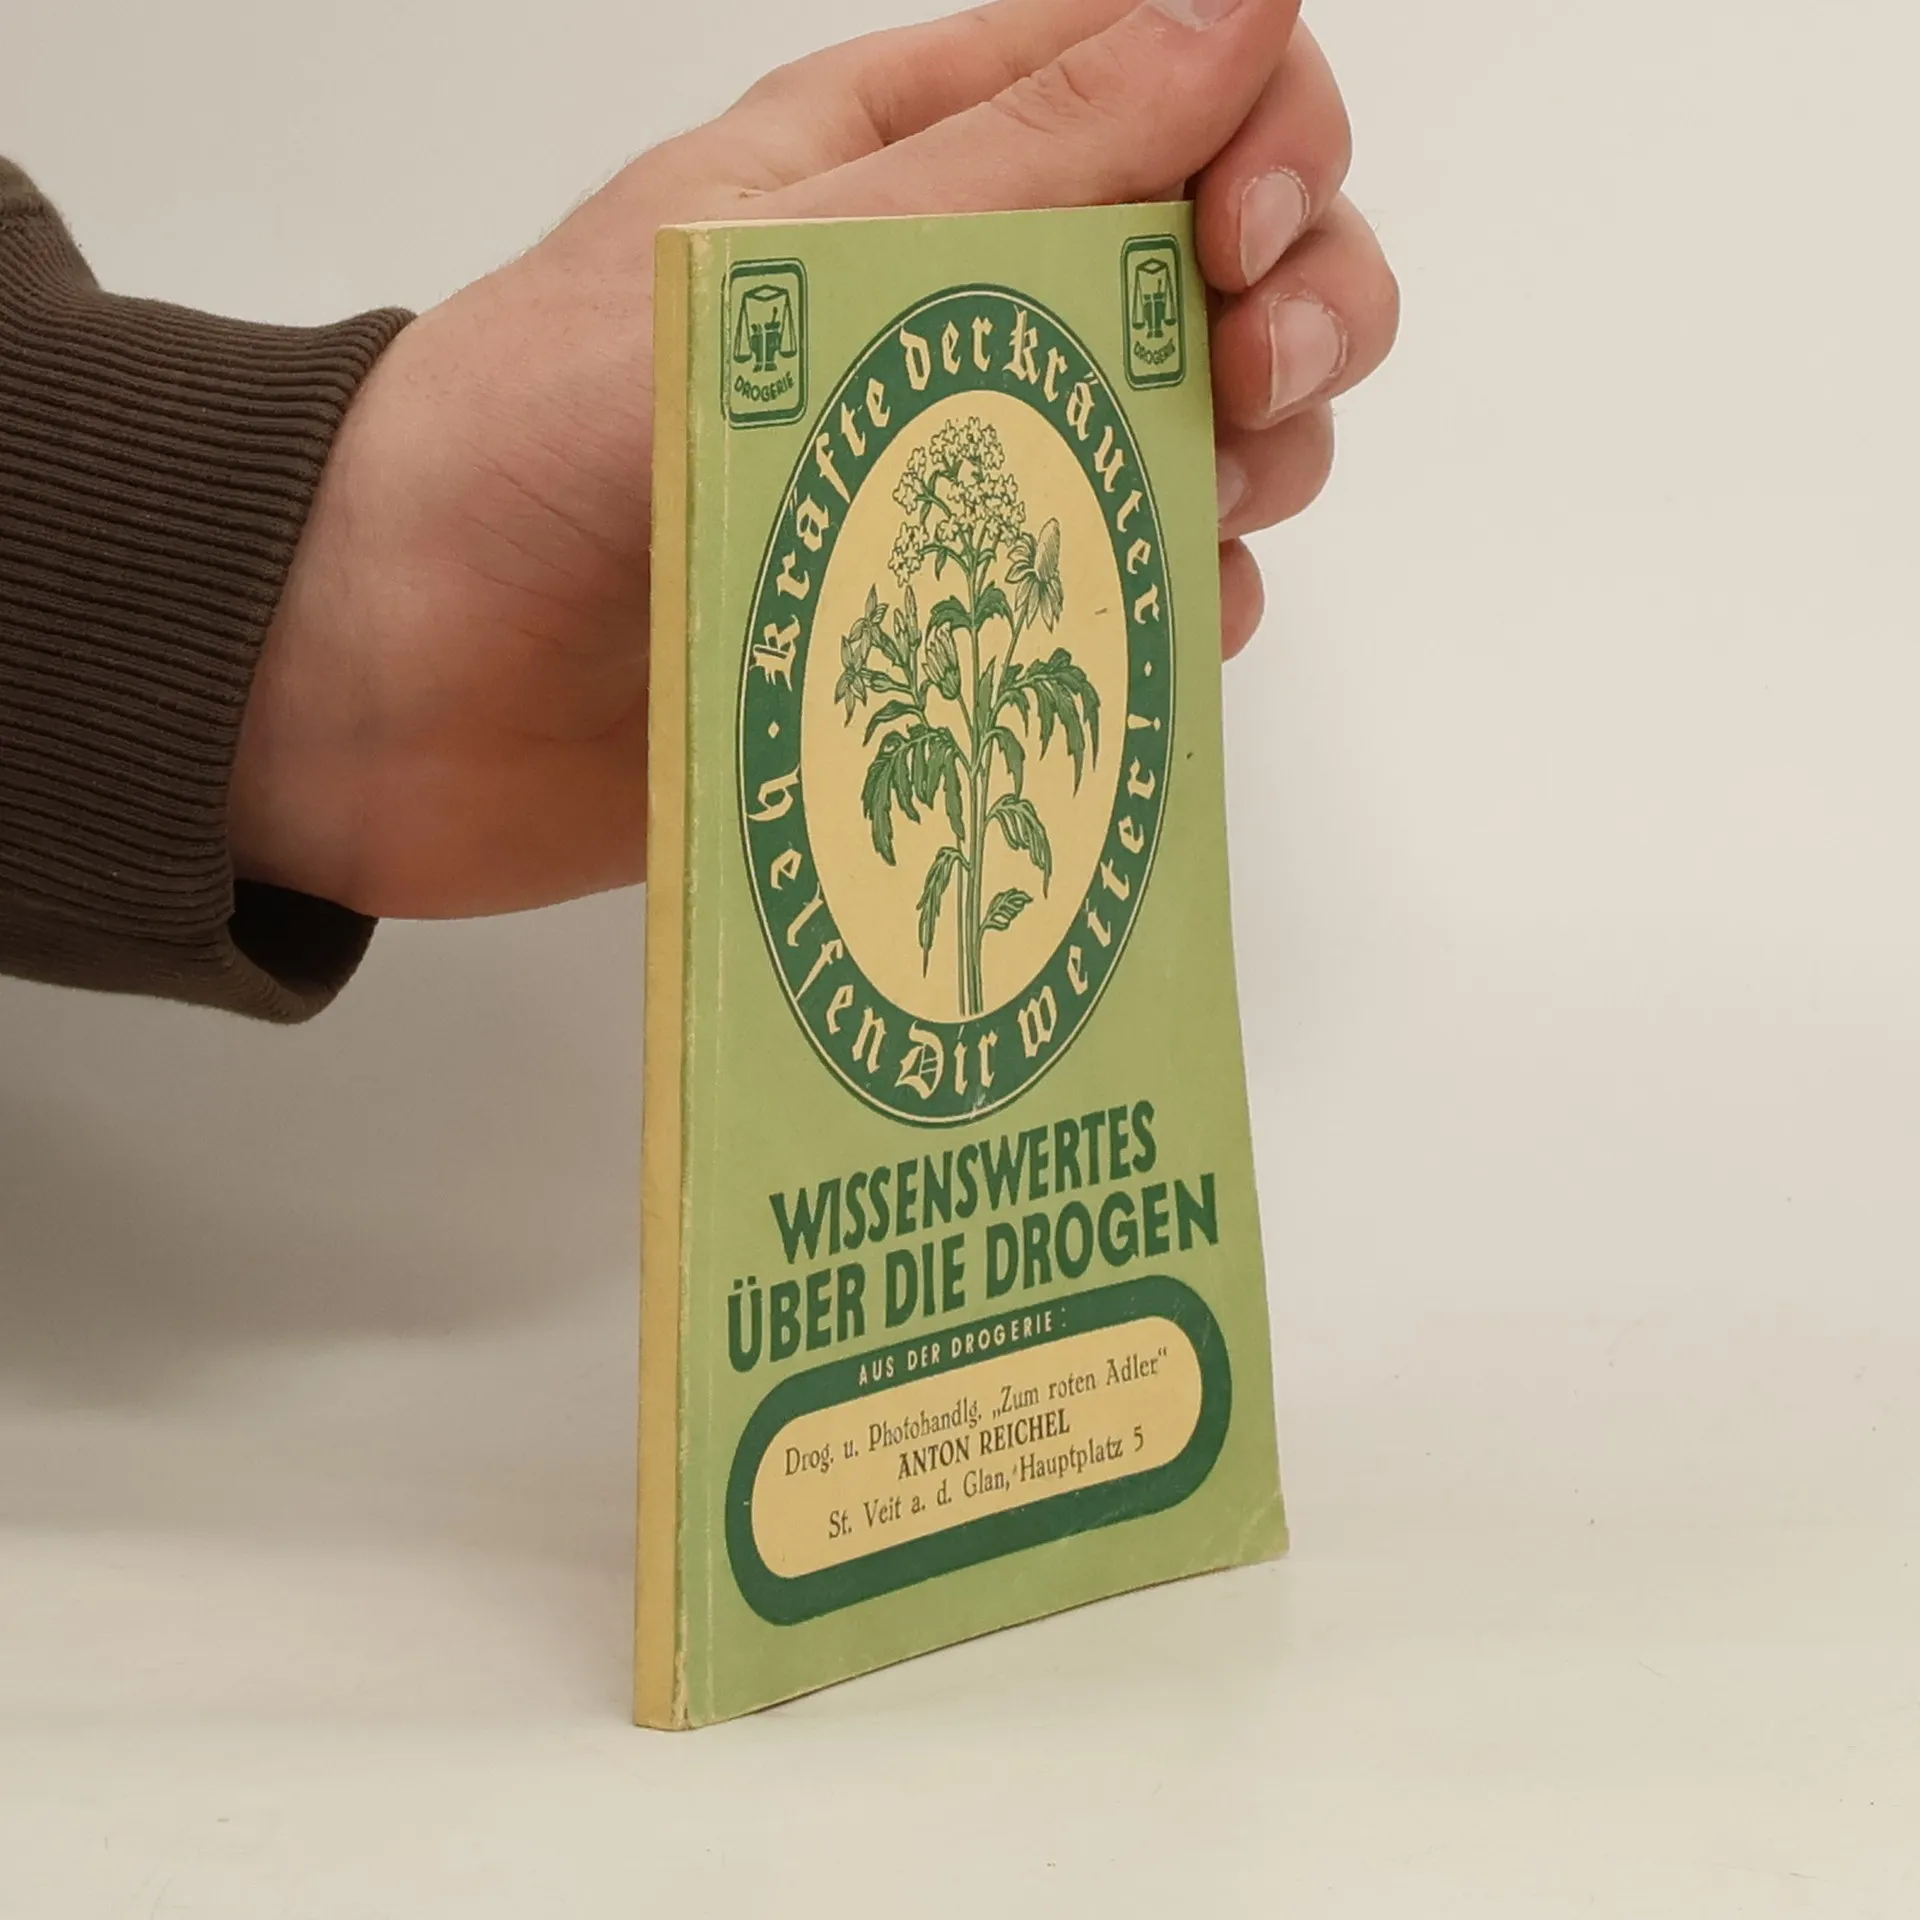 DROGERIE
DROGERIE
Kräfte der Kräuter · helfen Dir weiter! ·
WISSENSWERTES
ÜBER DIE DROGEN
AUS DER DROGERIE:
Drog. u. Photohandlg. „Zum roten Adler“
ANTON REICHEL
St. Veit a. d. Glan, Hauptplatz 5